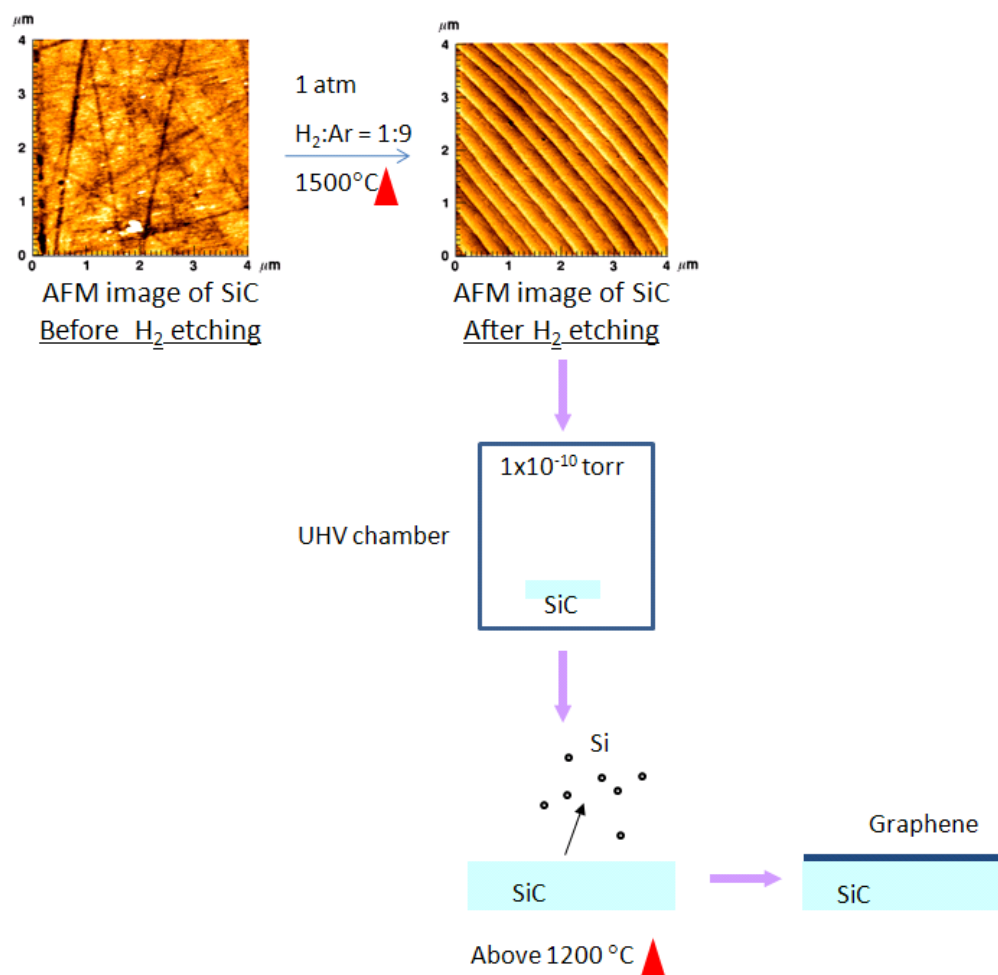 μm
4
3
2
1
0
0 1 2 3 4 μm
AFM image of SiC
Before H₂ etching
1 atm
H₂:Ar = 1:9
1500°C
μm
4
3
2
1
0
0 1 2 3 4 μm
AFM image of SiC
After H₂ etching
1x10⁻¹⁰ torr
UHV chamber
SiC
Si
SiC
Above 1200 °C
Graphene
SiC